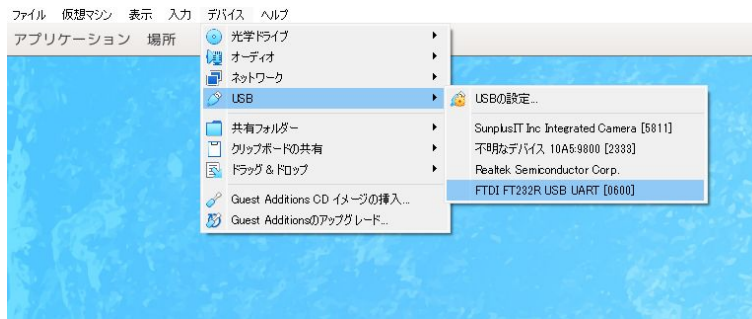 ファイル 仮想マシン 表示 入力 デバイス ヘルプ
アプリケーション 場所
光学ドライブ
オーディオ
ネットワーク
USB
共有フォルダー
クリップボードの共有
ドラッグ & ドロップ
Guest Additions CD イメージの挿入...
Guest Additionsのアップグレード...
USBの設定...
SunplusIT Inc Integrated Camera [5811]
不明なデバイス 10A5:9800 [2333]
Realtek Semiconductor Corp.
FTDI FT232R USB UART [0600]